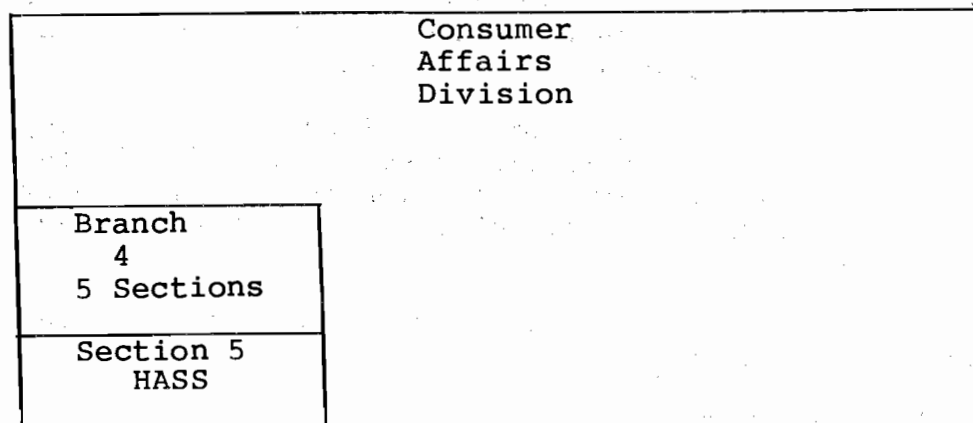 Consumer
Affairs
Division
Branch
4
5 Sections
Section 5
HASS